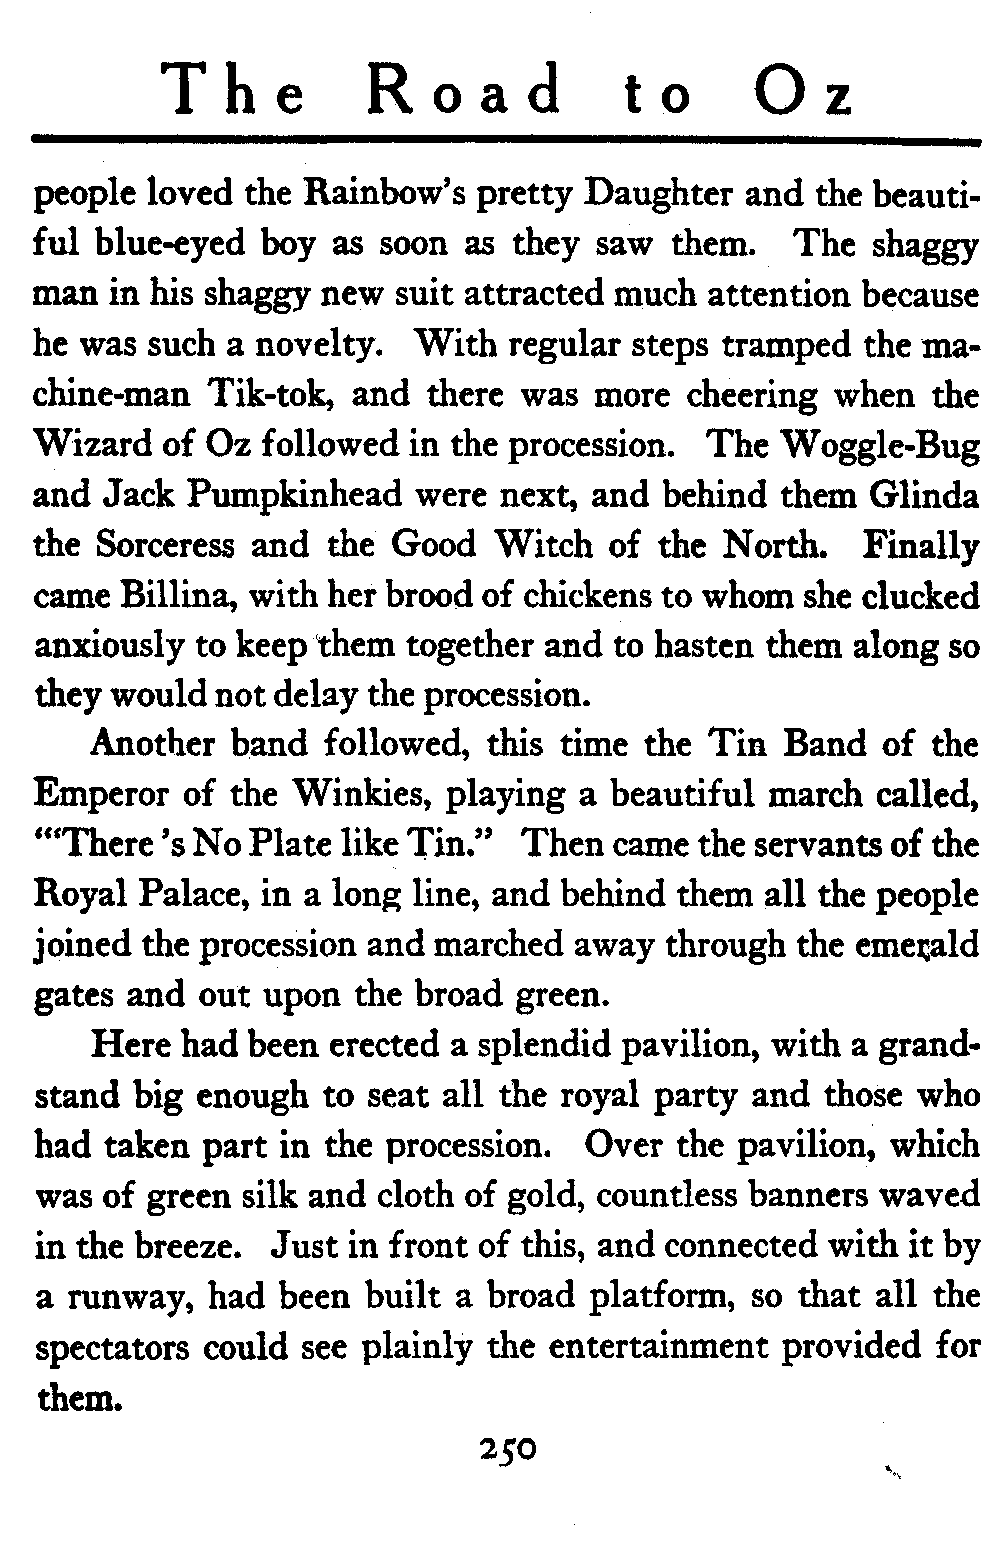 The Road to Oz
people loved the Rainbow's pretty Daughter and the beauti-
ful blue-eyed boy as soon as they saw them. The shaggy
man in his shaggy new suit attracted much attention because
he was such a novelty. With regular steps tramped the ma-
chine-man Tik-tok, and there was more cheering when the
Wizard of Oz followed in the procession. The Woggle-Bug
and Jack Pumpkinhead were next, and behind them Glinda
the Sorceress and the Good Witch of the North. Finally
came Billina, with her brood of chickens to whom she clucked
anxiously to keep them together and to hasten them along so
they would not delay the procession.
Another band followed, this time the Tin Band of the
Emperor of the Winkies, playing a beautiful march called,
"'There 's No Plate like Tin." Then came the servants of the
Royal Palace, in a long line, and behind them all the people
joined the procession and marched away through the emerald
gates and out upon the broad green.
Here had been erected a splendid pavilion, with a grand-
stand big enough to seat all the royal party and those who
had taken part in the procession. Over the pavilion, which
was of green silk and cloth of gold, countless banners waved
in the breeze. Just in front of this, and connected with it by
a runway, had been built a broad platform, so that all the
spectators could see plainly the entertainment provided for
them.
250